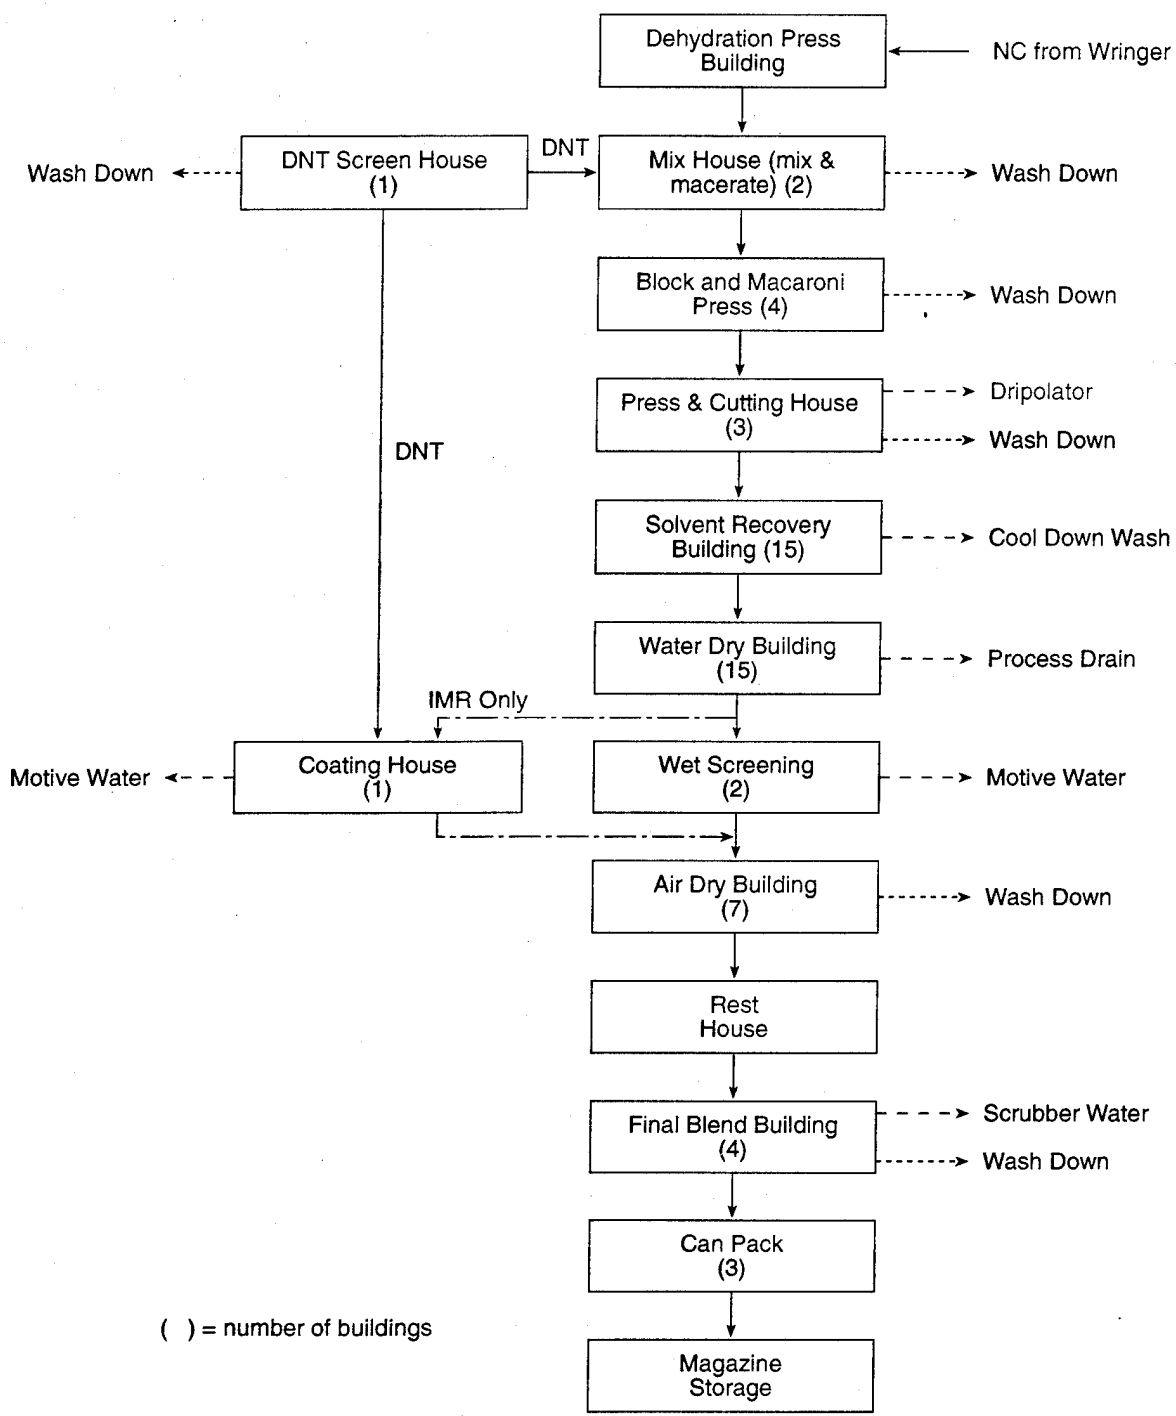 Dehydration Press
Building
NC from Wringer
DNT Screen House
(1)
Wash Down
DNT
Mix House (mix &
macerate) (2)
Wash Down
Block and Macaroni
Press (4)
Wash Down
Press & Cutting House
(3)
Dripolator
Wash Down
DNT
Solvent Recovery
Building (15)
Cool Down Wash
Water Dry Building
(15)
Process Drain
IMR Only
Coating House
(1)
Motive Water
Wet Screening
(2)
Motive Water
Air Dry Building
(7)
Wash Down
Rest
House
Final Blend Building
(4)
Scrubber Water
Wash Down
Can Pack
(3)
( ) = number of buildings
Magazine
Storage